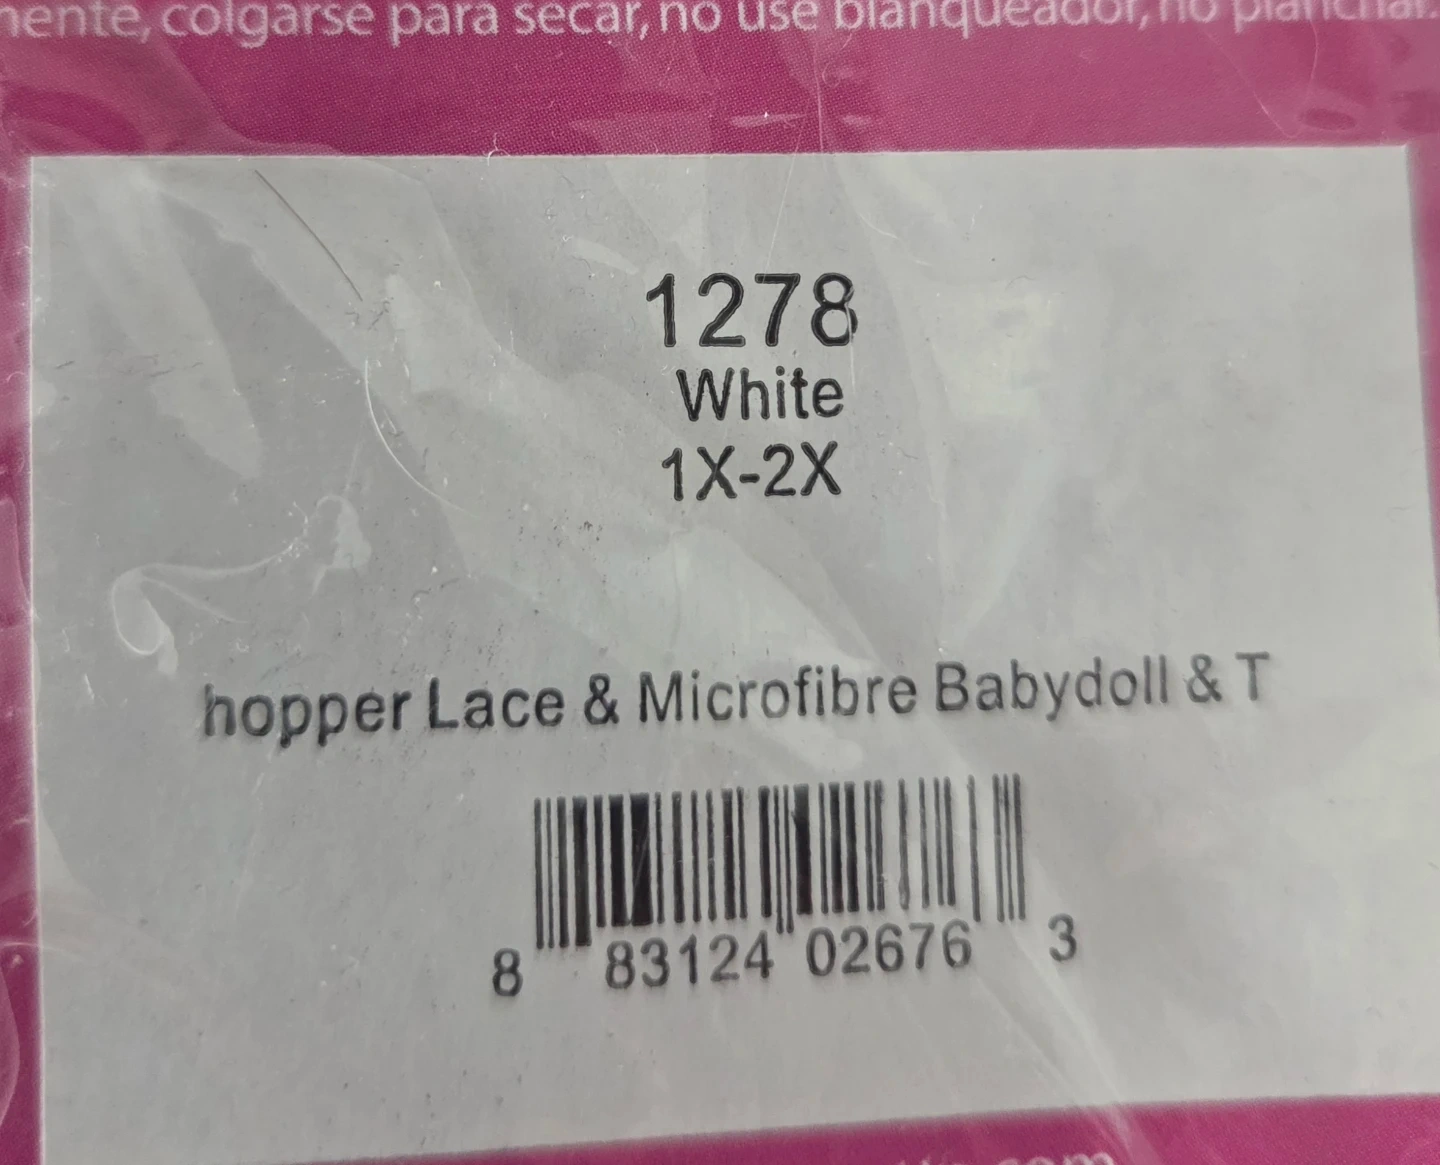 colgarse para secar, no use blanqueador, no planchar.
1278
White
1X-2X
hopper Lace & Microfibre Babydoll & T
8 83124 02676 3